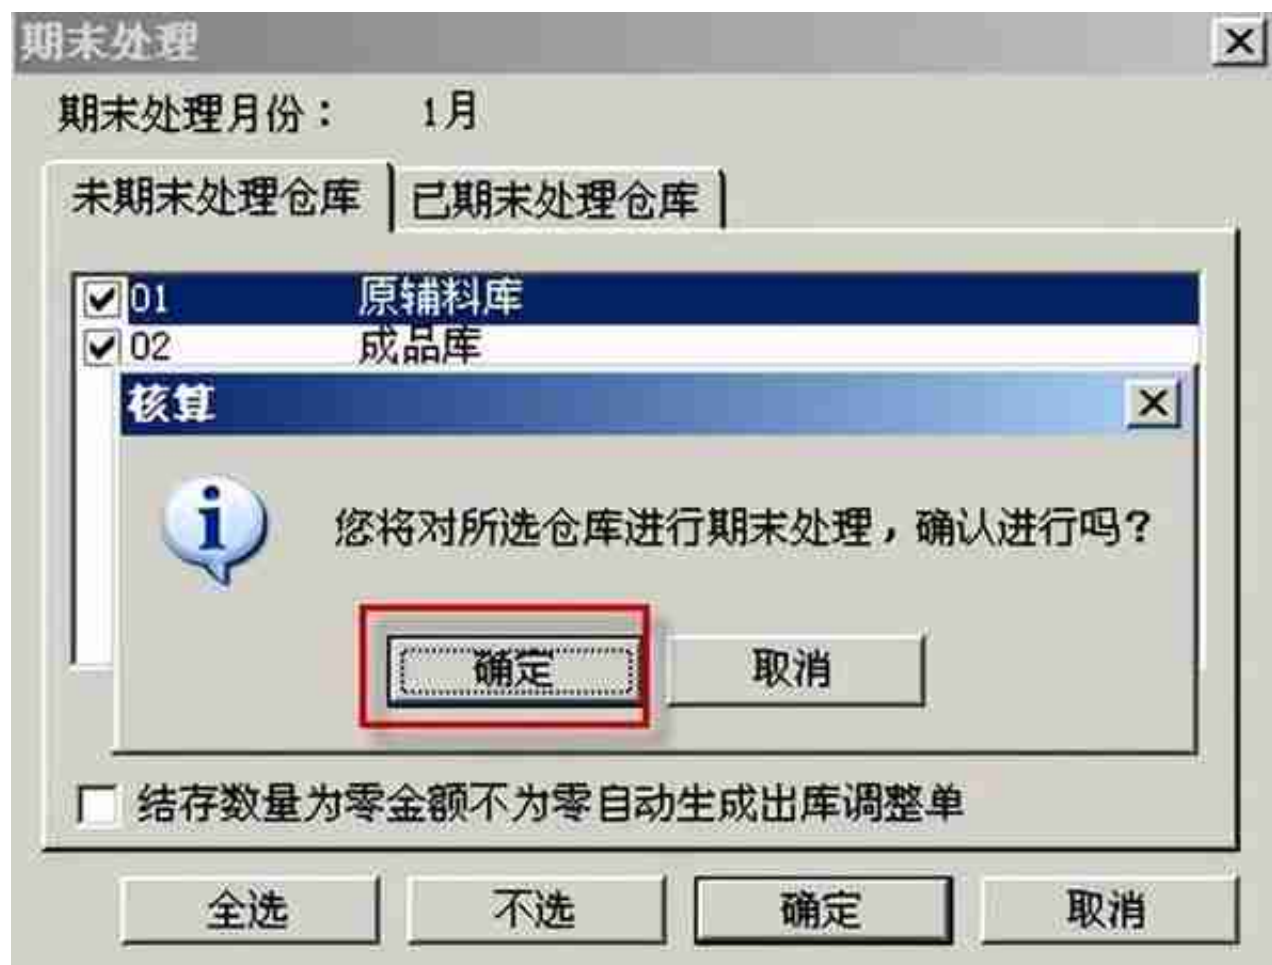 期末处理
期末处理月份： 1月
未期末处理仓库 已期末处理仓库
01 原辅料库
02 成品库
核算
您将对所选仓库进行期末处理，确认进行吗？
确定 取消
结存数量为零金额不为零自动生成出库调整单
全选 不选 确定 取消